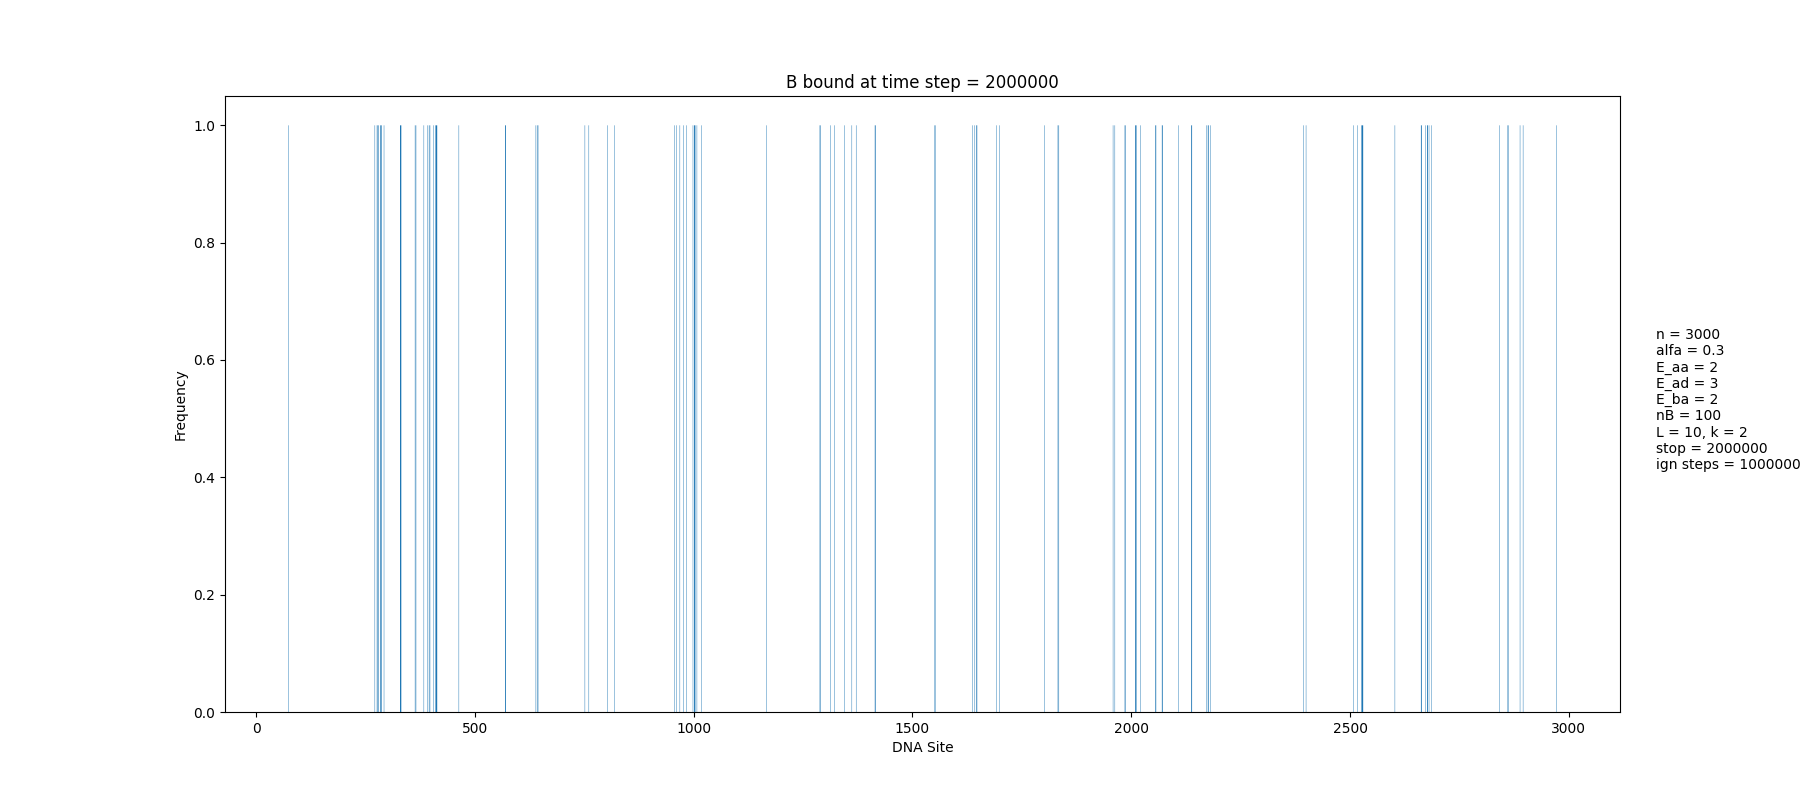 B bound at time step = 2000000
1.0
0.8
0.6
0.4
0.2
0.0
Frequency
0 500 1000 1500 2000 2500 3000
DNA Site
n = 3000
alfa = 0.3
E_aa = 2
E_ad = 3
E_ba = 2
nB = 100
L = 10, k = 2
stop = 2000000
ign steps = 1000000